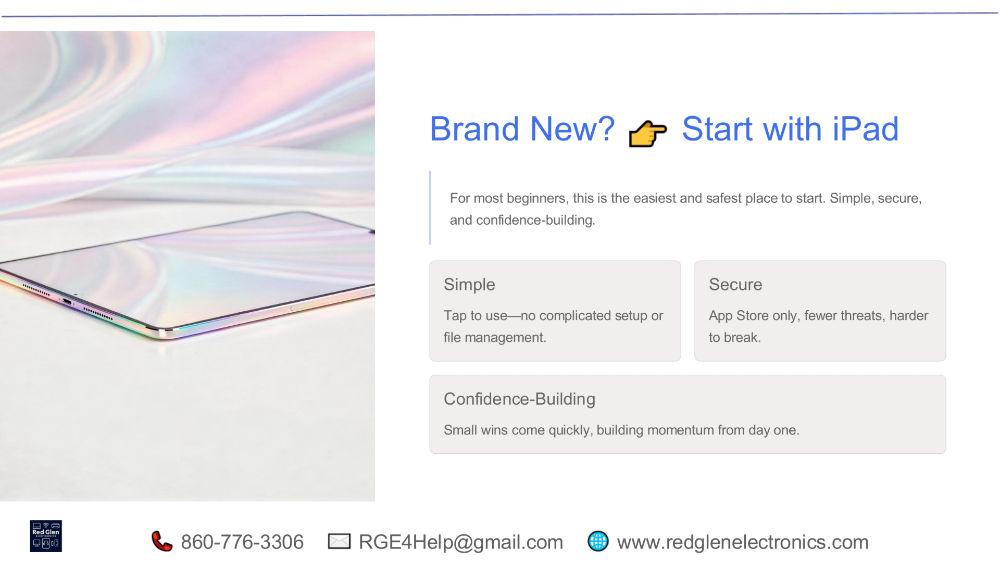 Brand New? 👉 Start with iPad
For most beginners, this is the easiest and safest place to start. Simple, secure,
and confidence-building.
Simple
Tap to use—no complicated setup or
file management.
Secure
App Store only, fewer threats, harder
to break.
Confidence-Building
Small wins come quickly, building momentum from day one.
Red Glen
ELECTRONICS
860-776-3306
RGE4Help@gmail.com
www.redglenelectronics.com